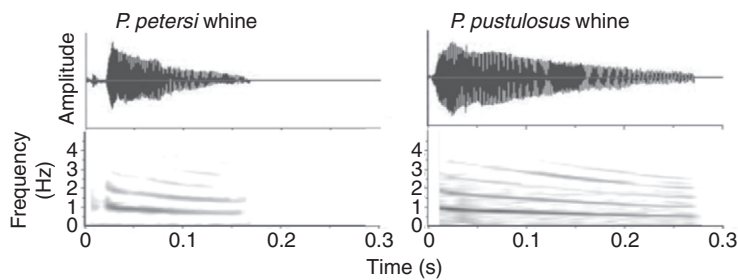 P. petersi whine
P. pustulosus whine
Amplitude
Frequency
(Hz)
4
3
2
1
0
4
3
2
1
0
0 0.1 0.2 0.3
0 0.1 0.2 0.3
Time (s)